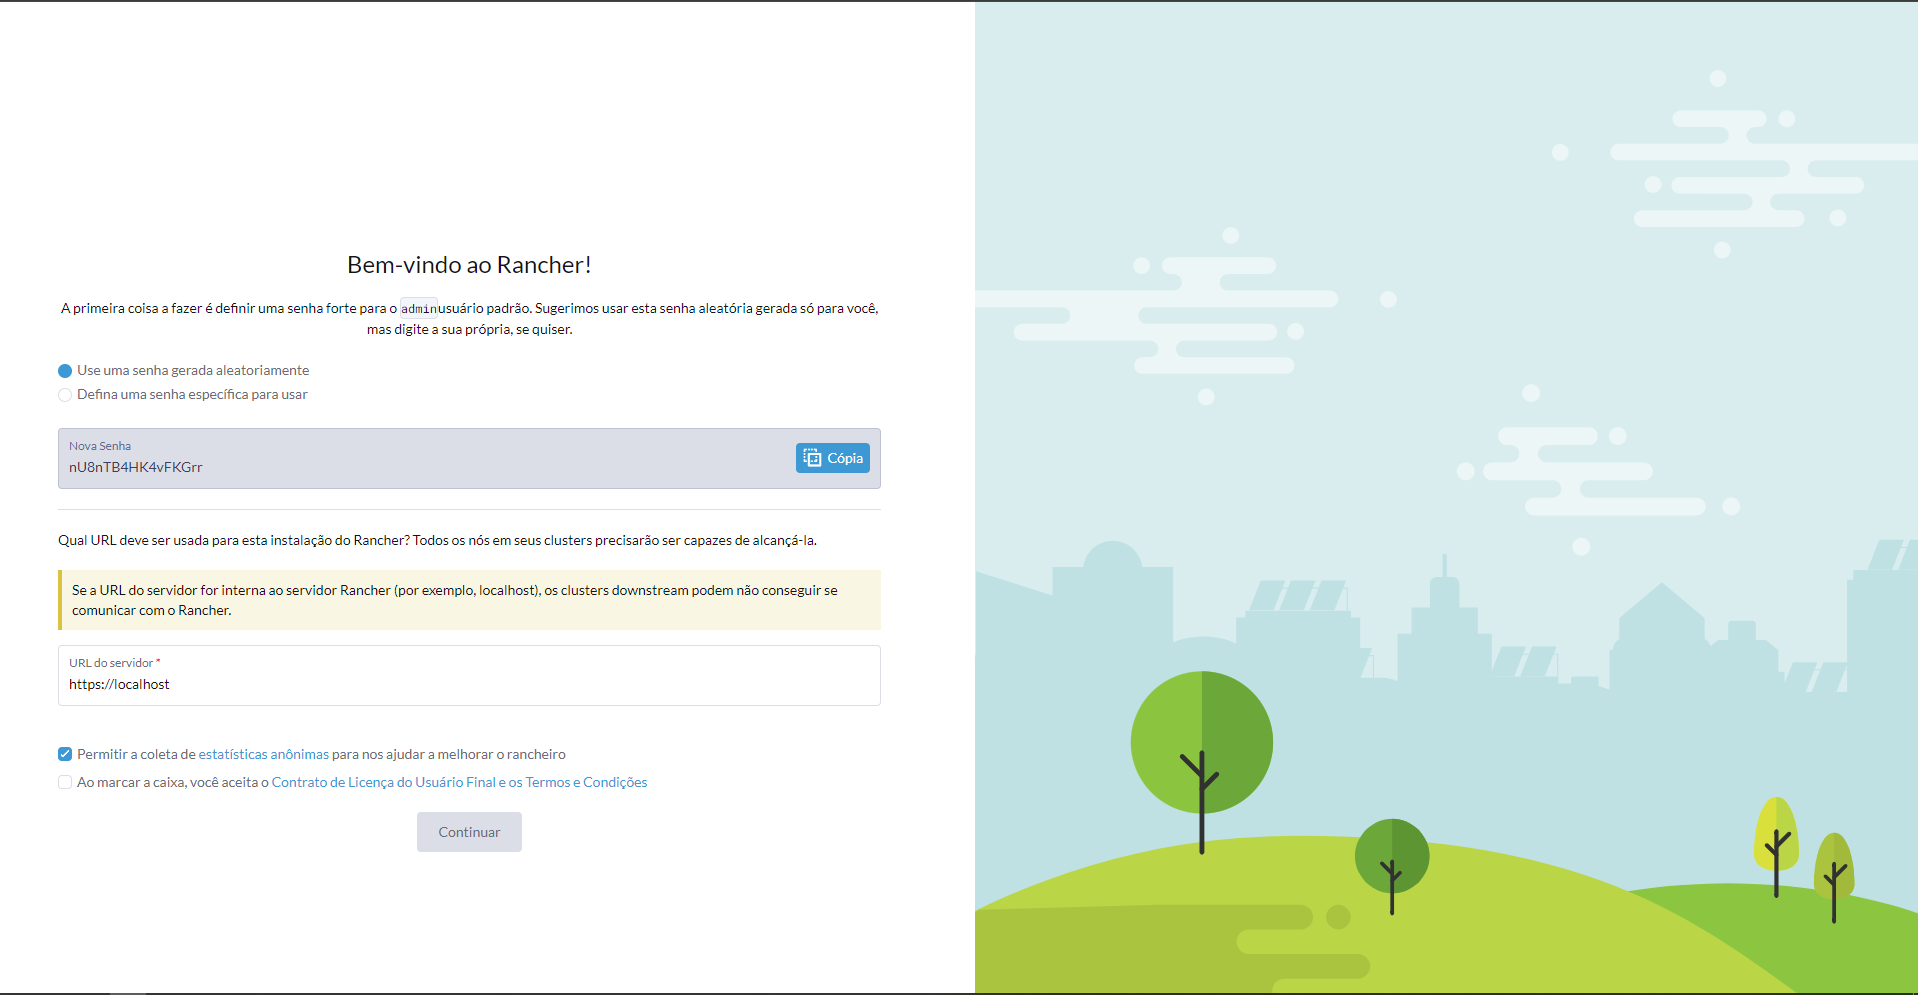 Bem-vindo ao Rancher!
A primeira coisa a fazer é definir uma senha forte para o adminusuário padrão. Sugerimos usar esta senha aleatória gerada só para você,
mas digite a sua própria, se quiser.
Use uma senha gerada aleatoriamente
Defina uma senha específica para usar
Nova Senha
nU8nTB4HK4vFKGrr
Cópia
Qual URL deve ser usada para esta instalação do Rancher? Todos os nós em seus clusters precisarão ser capazes de alcançá-la.
Se a URL do servidor for interna ao servidor Rancher (por exemplo, localhost), os clusters downstream podem não conseguir se
comunicar com o Rancher.
URL do servidor *
https://localhost
Permitir a coleta de estatísticas anônimas para nos ajudar a melhorar o rancheiro
Ao marcar a caixa, você aceita o Contrato de Licença do Usuário Final e os Termos e Condições
Continuar